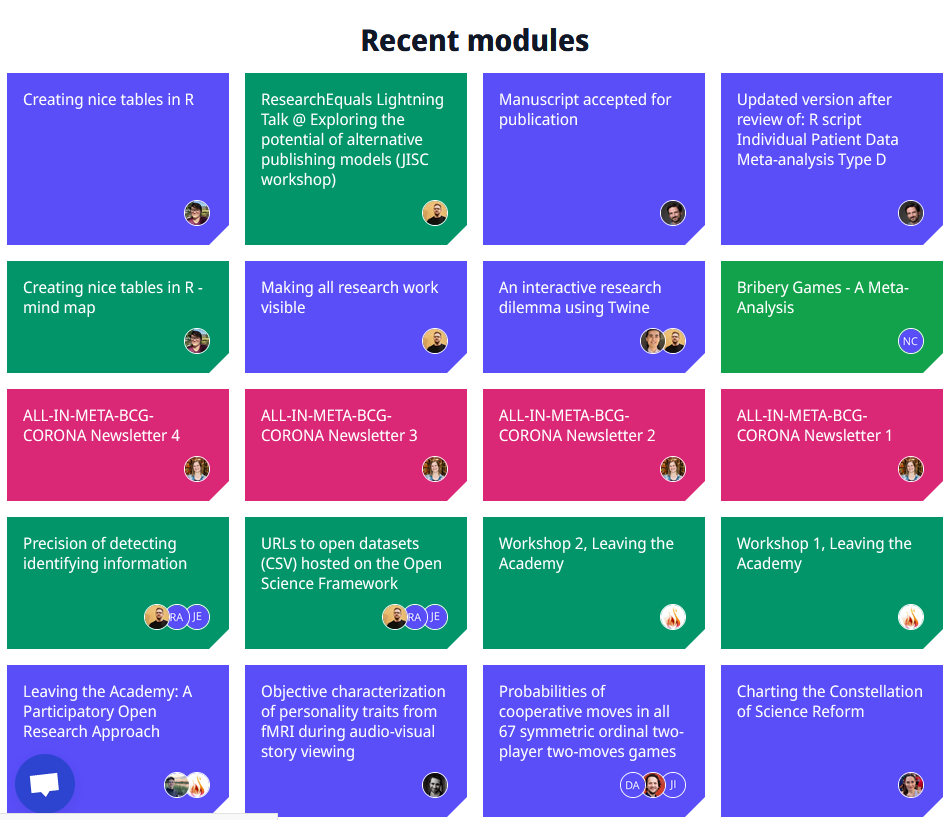 Recent modules
Creating nice tables in R
ResearchEquals Lightning
Talk @ Exploring the
potential of alternative
publishing models (JISC
workshop)
Manuscript accepted for
publication
Updated version after
review of: R script
Individual Patient Data
Meta-analysis Type D
Creating nice tables in R -
mind map
Making all research work
visible
An interactive research
dilemma using Twine
Bribery Games - A Meta-
Analysis
NC
ALL-IN-META-BCG-
CORONA Newsletter 4
ALL-IN-META-BCG-
CORONA Newsletter 3
ALL-IN-META-BCG-
CORONA Newsletter 2
ALL-IN-META-BCG-
CORONA Newsletter 1
Precision of detecting
identifying information
RA JE
URLs to open datasets
(CSV) hosted on the Open
Science Framework
RA JE
Workshop 2, Leaving the
Academy
Workshop 1, Leaving the
Academy
Leaving the Academy: A
Participatory Open
Research Approach
Objective characterization
of personality traits from
fMRI during audio-visual
story viewing
Probabilities of
cooperative moves in all
67 symmetric ordinal two-
player two-moves games
DA JI
Charting the Constellation
of Science Reform